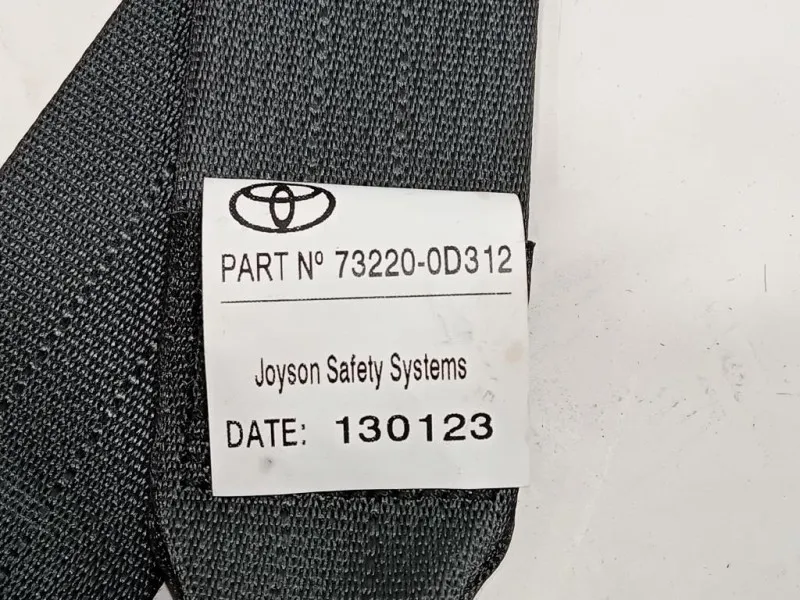 PART Nº 73220-0D312
Joyson Safety Systems
DATE: 130123